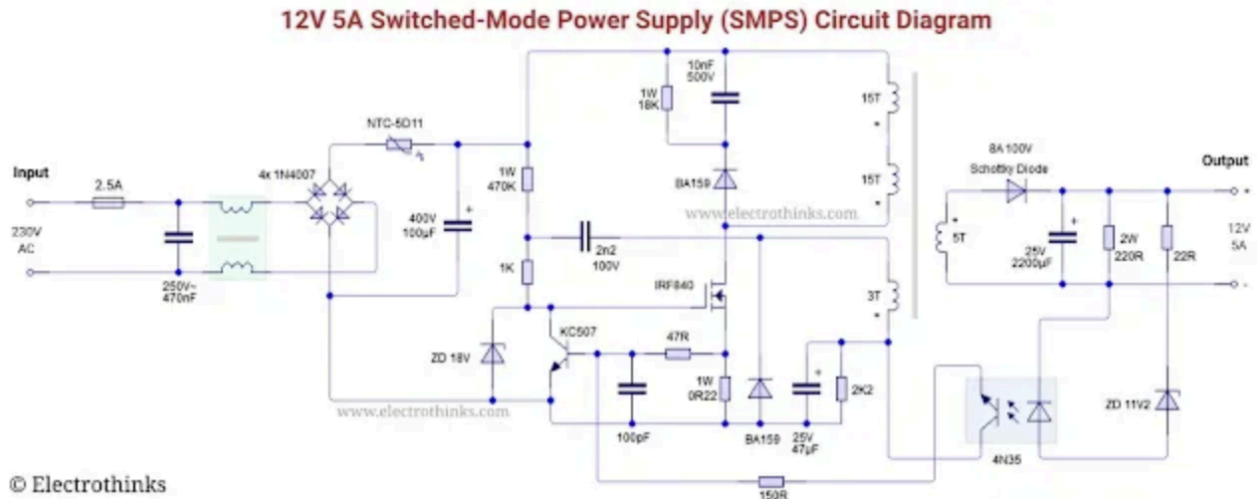 12V 5A Switched-Mode Power Supply (SMPS) Circuit Diagram
10nF
500V
1W
18K
15T
NTC-5D11
8A 100V
Schottky Diode
Output
Input
2.5A
4x 1N4007
1W
470K
BA159
15T
+
www.electrothinks.com
230V
AC
400V
100µF
+
2n2
100V
5T
+
25V
2200µF
2W
220R
22R
12V
5A
-
250V~
470nF
1K
IRF840
3T
KC507
47R
ZD 18V
1W
0R22
+
2K2
ZD 11V2
www.electrothinks.com
100pF
BA159
25V
47µF
4N35
© Electrothinks
150R